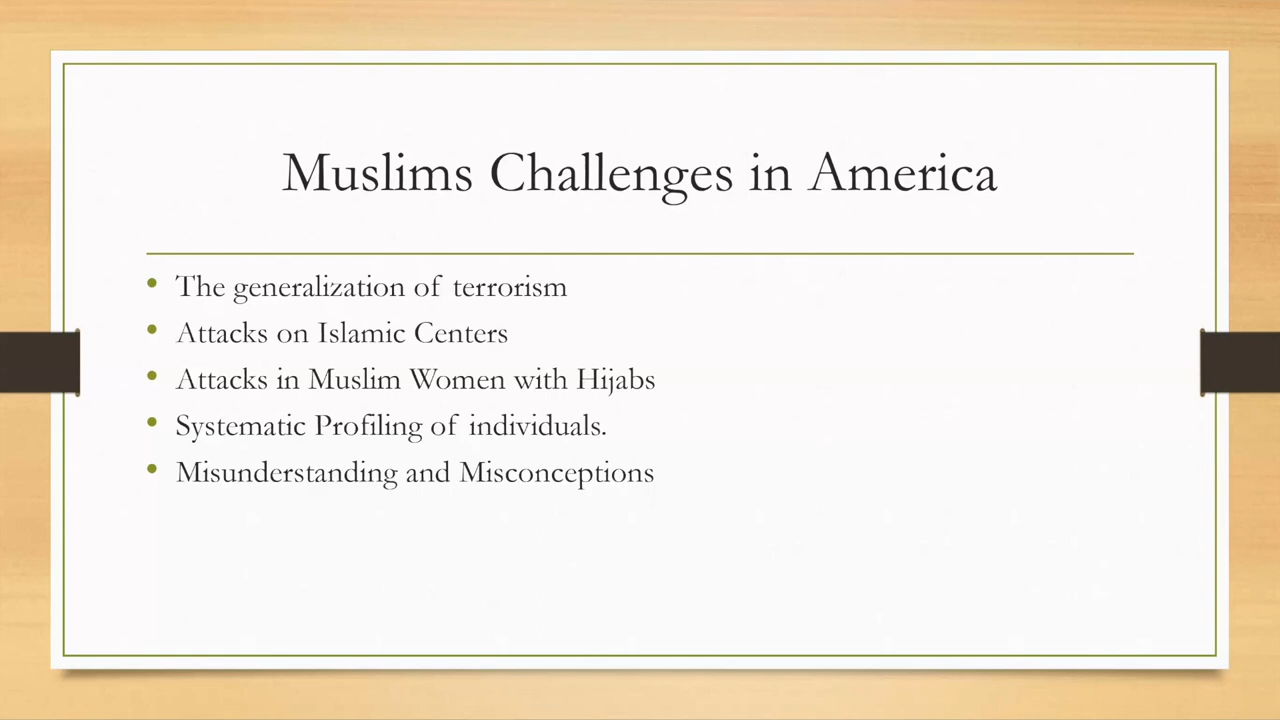 Muslims Challenges in America
• The generalization of terrorism
• Attacks on Islamic Centers
• Attacks in Muslim Women with Hijabs
• Systematic Profiling of individuals.
• Misunderstanding and Misconceptions